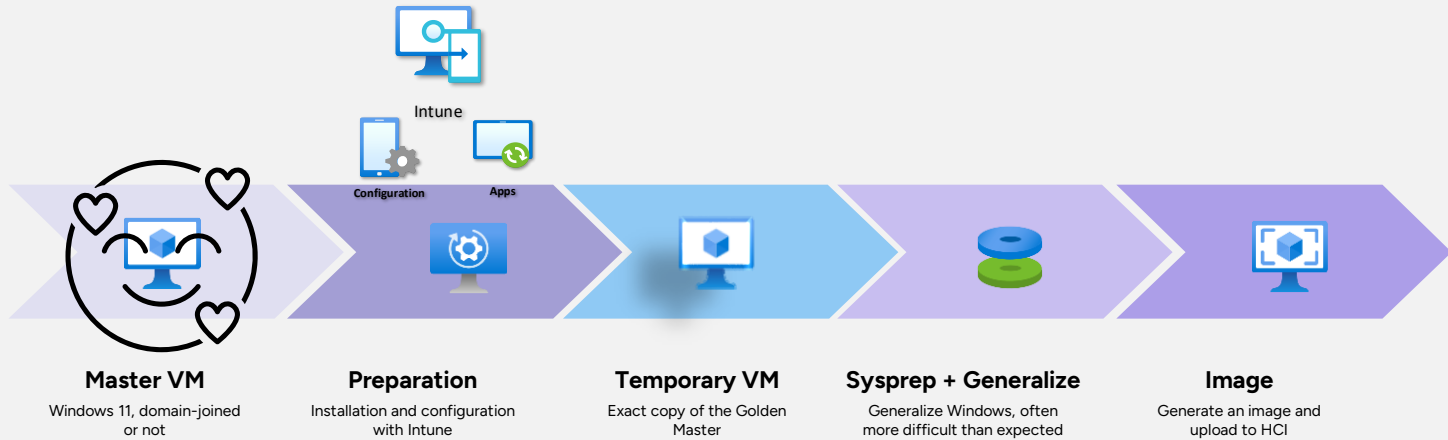 Intune
Configuration
Apps
Master VM
Windows 11, domain-joined
or not
Preparation
Installation and configuration
with Intune
Temporary VM
Exact copy of the Golden
Master
Sysprep + Generalize
Generalize Windows, often
more difficult than expected
Image
Generate an image and
upload to HCI